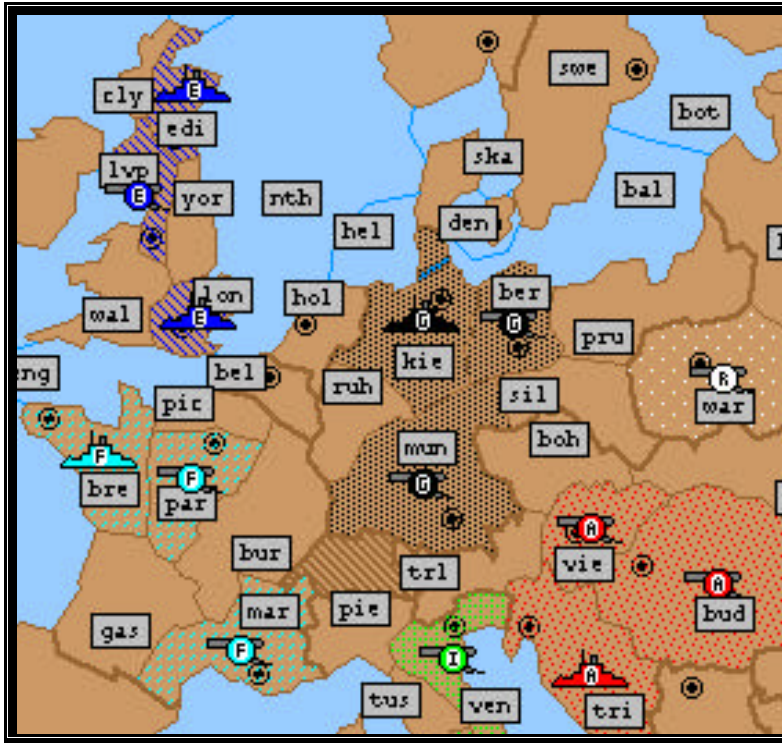 swe
cly
E
bot
edi
ska
lvp
E
yor
nth
bal
hel
den
lon
ber
hol
wal
E
G
G
pru
eng
bel
kie
ruh
R
pic
sil
war
mun
boh
F
F
G
bre
par
A
bur
trl
vie
A
mar
pie
bud
gas
F
I
A
tus
ven
tri